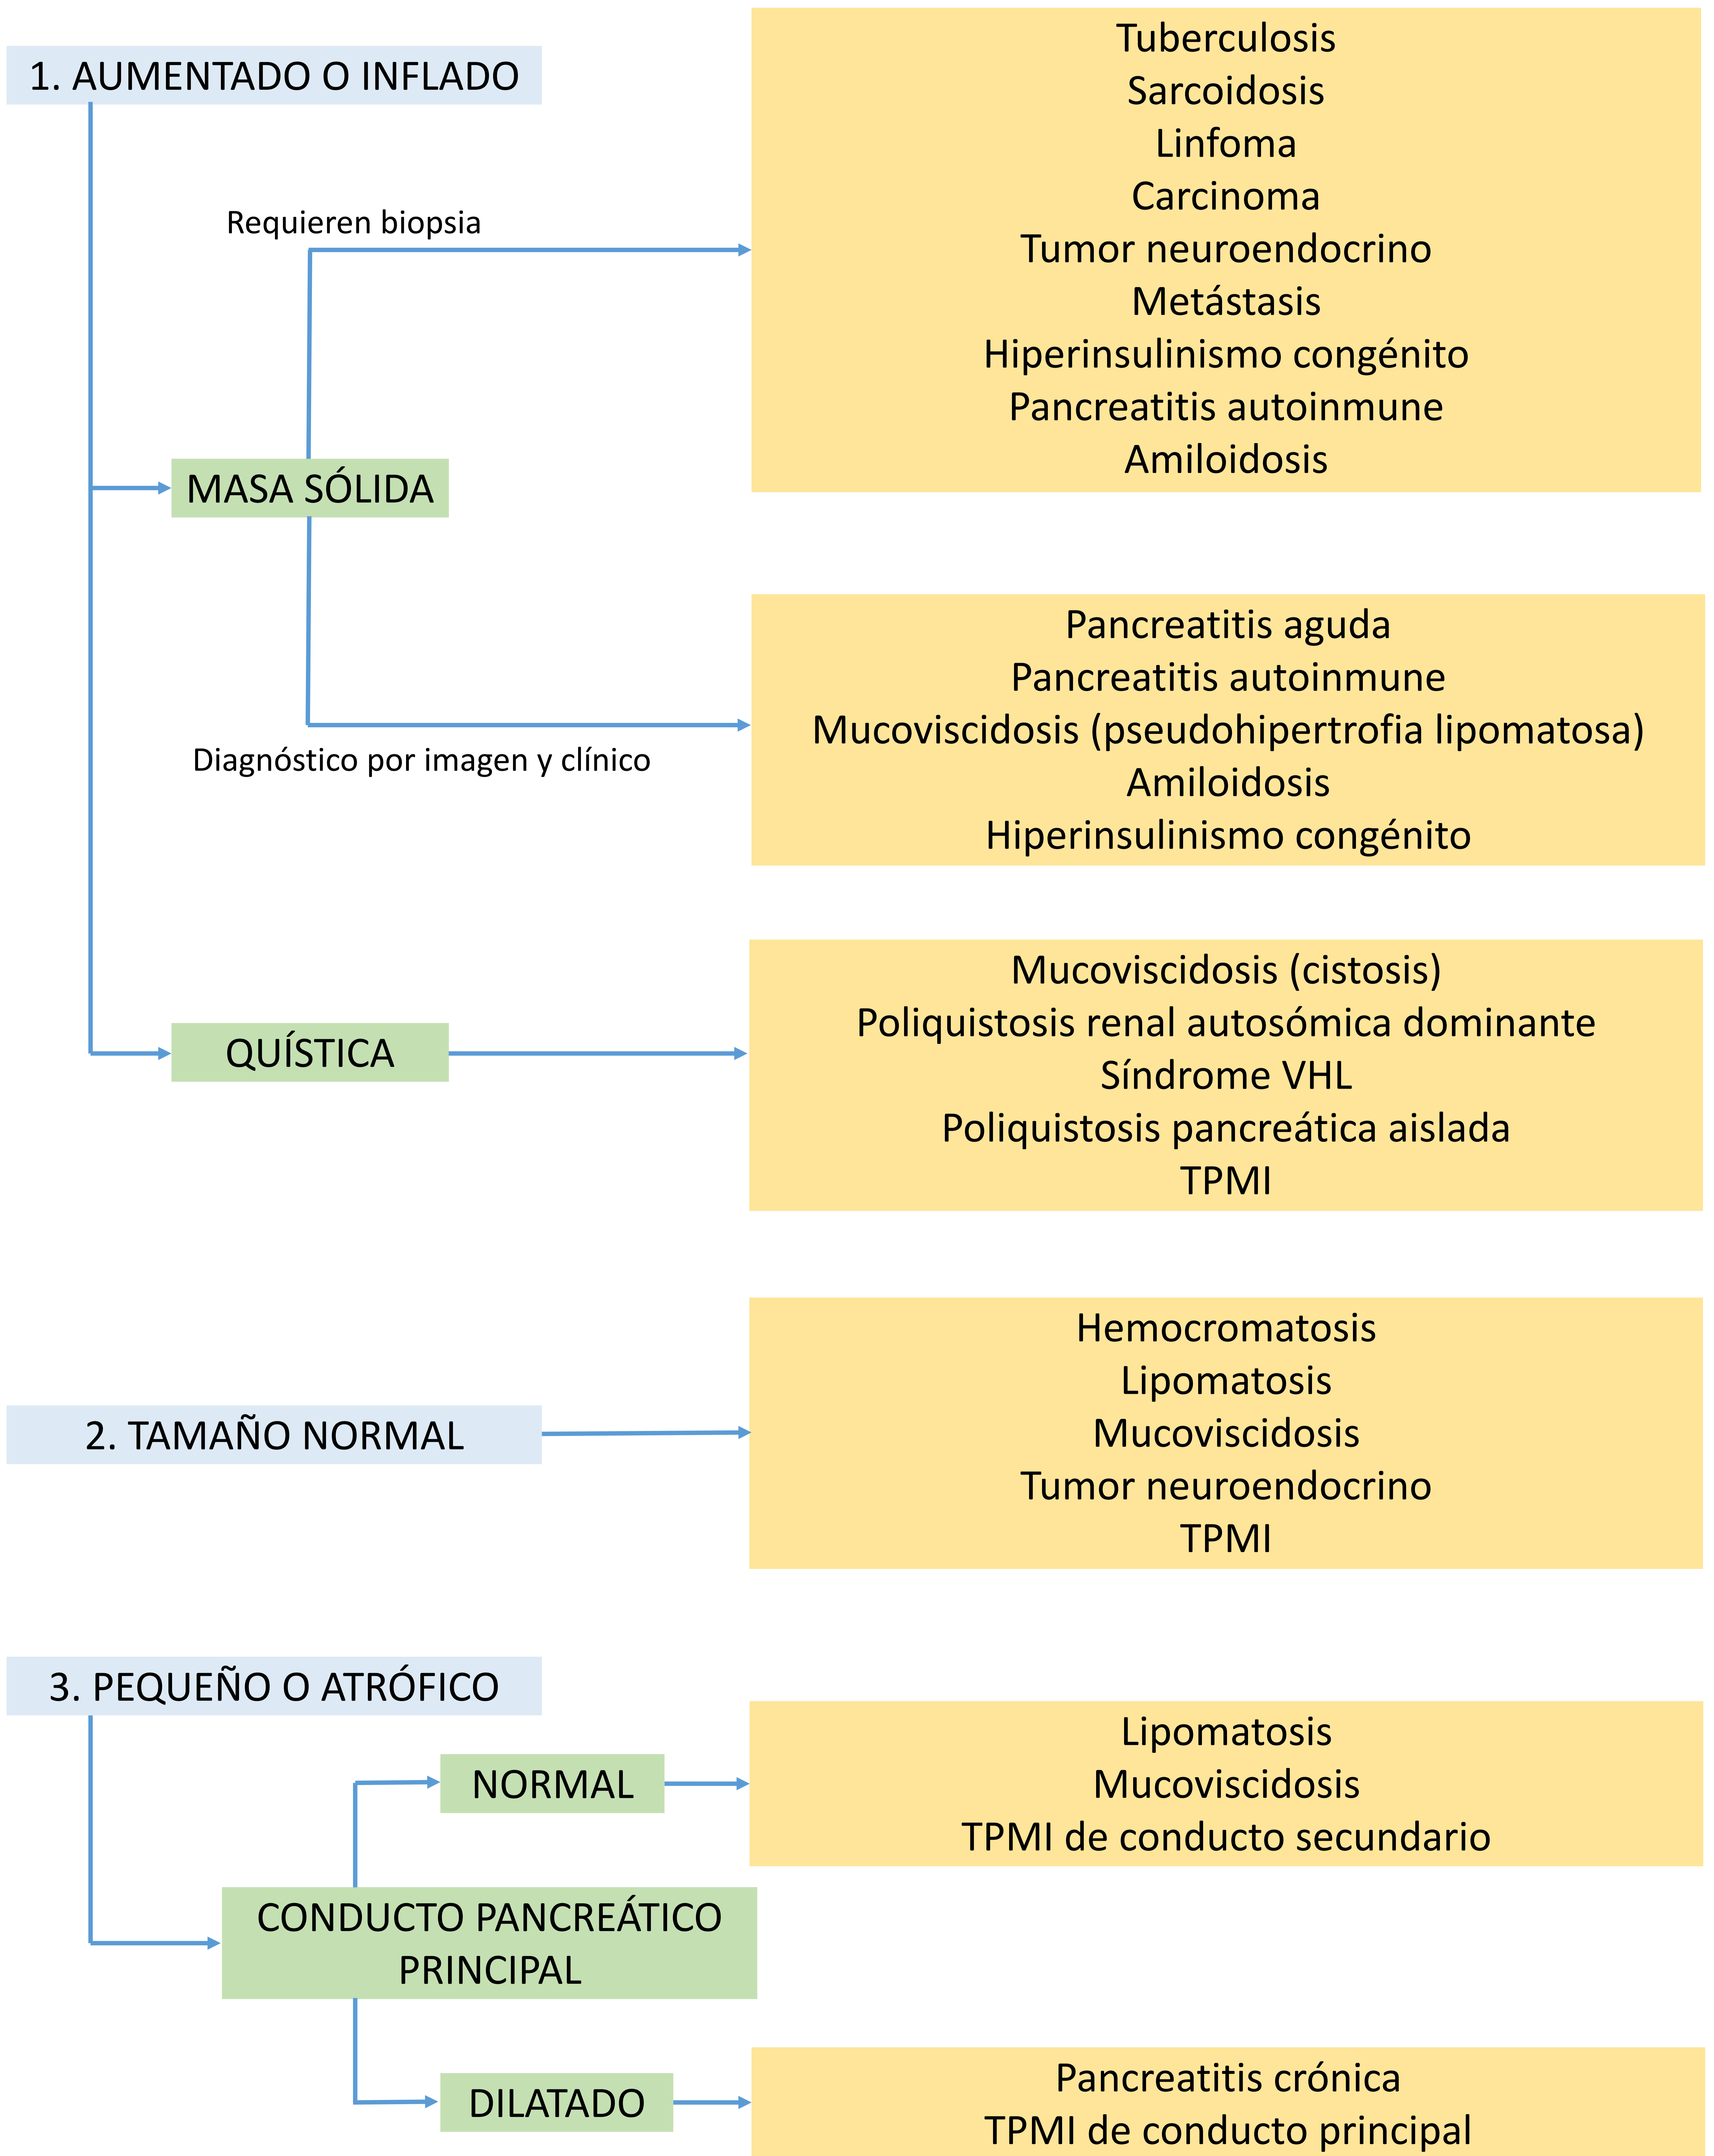 1. AUMENTADO O INFLADO
Requieren biopsia
Tuberculosis
Sarcoidosis
Linfoma
Carcinoma
Tumor neuroendocrino
Metástasis
Hiperinsulinismo congénito
Pancreatitis autoinmune
Amiloidosis
MASA SÓLIDA
Diagnóstico por imagen y clínico
Pancreatitis aguda
Pancreatitis autoinmune
Mucoviscidosis (pseudohipertrofia lipomatosa)
Amiloidosis
Hiperinsulinismo congénito
QUÍSTICA
Mucoviscidosis (cistosis)
Poliquistosis renal autosómica dominante
Síndrome VHL
Poliquistosis pancreática aislada
TPMI
2. TAMAÑO NORMAL
Hemocromatosis
Lipomatosis
Mucoviscidosis
Tumor neuroendocrino
TPMI
3. PEQUEÑO O ATRÓFICO
NORMAL
Lipomatosis
Mucoviscidosis
TPMI de conducto secundario
CONDUCTO PANCREÁTICO
PRINCIPAL
DILATADO
Pancreatitis crónica
TPMI de conducto principal